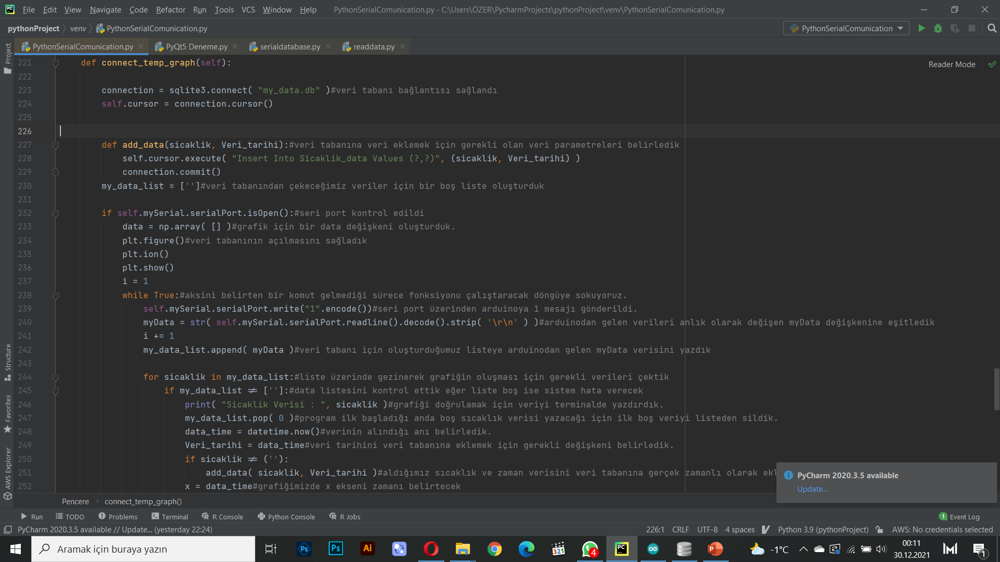 File Edit View Navigate Code Refactor Run Tools VCS Window Help PythonSerialComunication.py - C:\Users\ÖZER\PycharmProjects\pythonProject\venv\PythonSerialComunication.py
pythonProject venv PythonSerialComunication.py PythonSerialComunication
PythonSerialComunication.py PyQt5 Deneme.py serialdatabase.py readdata.py
Project
Reader Mode
221 def connect_temp_graph(self):
222
223 connection = sqlite3.connect( "my_data.db" )#veri tabanı bağlantısı sağlandı
224 self.cursor = connection.cursor()
225
226
227 def add_data(sicaklik, Veri_tarihi):#veri tabanına veri eklemek için gerekli olan veri parametreleri belirledik
228 self.cursor.execute( "Insert Into Sicaklik_data Values (?,?)", (sicaklik, Veri_tarihi) )
229 connection.commit()
230 my_data_list = ['']#veri tabanından çekeceğimiz veriler için bir boş liste oluşturduk
231
232 if self.mySerial.serialPort.isOpen():#seri port kontrol edildi
233 data = np.array( [] )#grafik için bir data değişkeni oluşturduk.
234 plt.figure()#veri tabanının açılmasını sağladık
235 plt.ion()
236 plt.show()
237 i = 1
238 while True:#aksini belirten bir komut gelmediği sürece fonksiyonu çalıştaracak döngüye sokuyoruz.
239 self.mySerial.serialPort.write("1".encode())#seri port üzerinden arduinoya 1 mesajı gönderildi.
240 myData = str( self.mySerial.serialPort.readline().decode().strip( '\r\n' ) )#arduinodan gelen verileri anlık olarak değişen myData değişkenine eşitledik
241 i += 1
242 my_data_list.append( myData )#veri tabanı için oluşturduğumuz listeye arduinodan gelen myData verisini yazdık
243
244 for sicaklik in my_data_list:#liste üzerinde gezinerek grafiğin oluşması için gerekli verileri çektik
245 if my_data_list ≠ ['']:#data listesini kontrol ettik eğer liste boş ise sistem hata verecek
246 print( "Sicaklik Verisi : ", sicaklik )#grafiği doğrulamak için veriyi terminalde yazdırdık.
247 my_data_list.pop( 0 )#program ilk başladığı anda boş sıcaklık verisi yazacağı için ilk boş veriyi listeden sildik.
248 data_time = datetime.now()#verinin alındığı anı belirledik.
249 Veri_tarihi = data_time#veri tarihini veri tabanına eklemek için gerekli değişkeni belirledik.
250 if sicaklik ≠ (''):
251 add_data( sicaklik, Veri_tarihi )#aldığımız sıcaklık ve zaman verisini veri tabanına gerçek zamanlı olarak ekl
252 x = data_time#grafiğimizde x ekseni zamanı belirtecek
Structure
Favorites
AWS Explorer
PyCharm 2020.3.5 available
Update...
Pencere connect_temp_graph()
Run TODO Problems Terminal R Console Python Console R Jobs 1 Event Log
PyCharm 2020.3.5 available // Update... (yesterday 22:24) 226:1 CRLF UTF-8 4 spaces Python 3.9 (pythonProject) AWS: No credentials selected
Aramak için buraya yazın Ps Ps Ai 321 4 PC P -1°C 00:11
30.12.2021 1